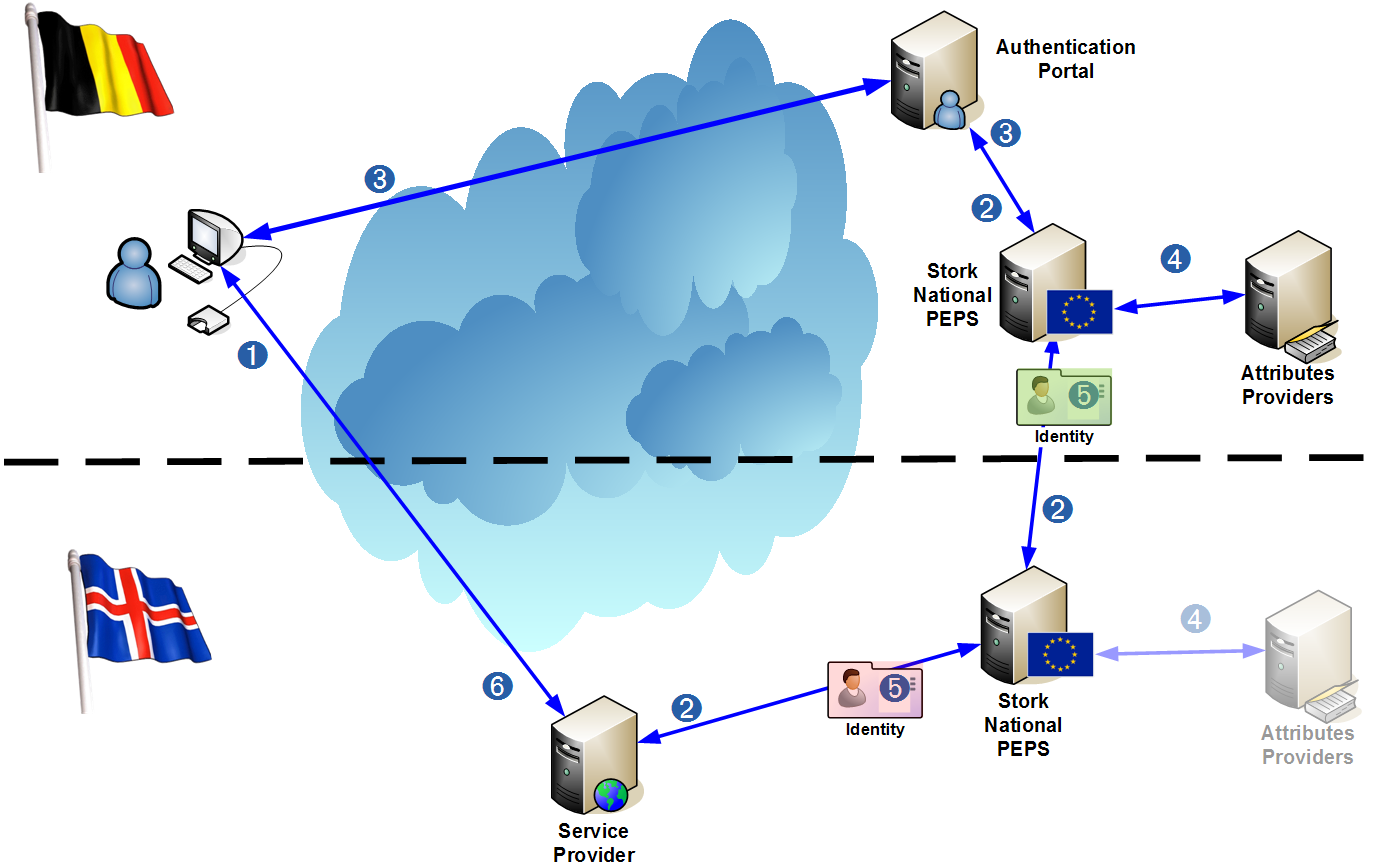 Authentication
Portal
3
3
2
4
Stork
National
PEPS
1
5
Identity
Attributes
Providers
2
4
6
2
5
Identity
Stork
National
PEPS
Attributes
Providers
Service
Provider